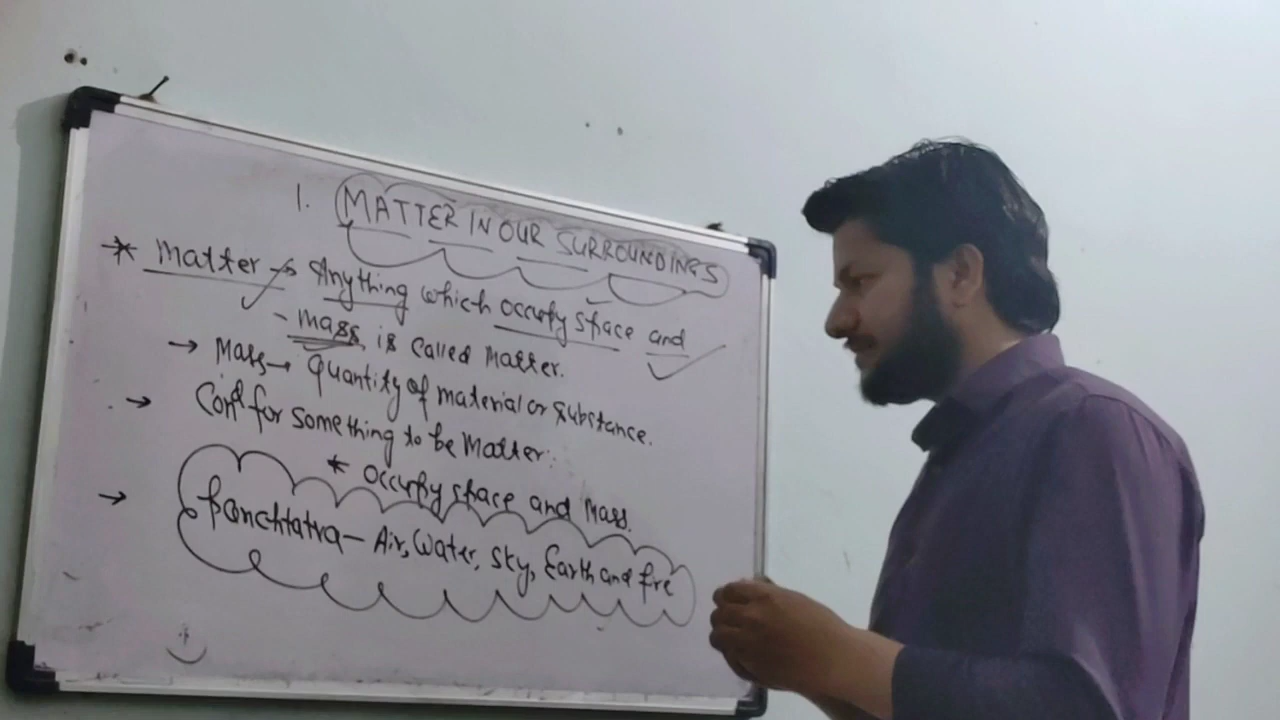 1. MATTER IN OUR SURROUNDINGS
* Matter → Anything which occupy space and
- mass is called Matter.
→ Mass → Quantity of material or substance.
→ Conⁿ for something to be Matter:
* occupy space and Mass.
→ Panchtatva - Air, Water, Sky, Earth and fire